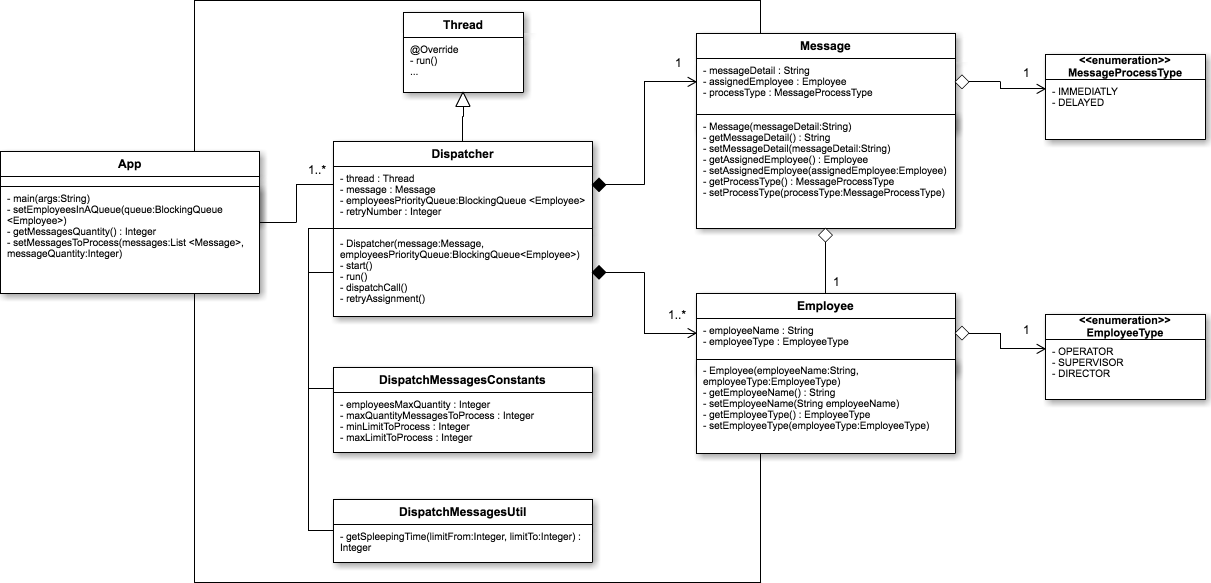 Thread
@Override
- run()
...
App
- main(args:String)
- setEmployeesInAQueue(queue:BlockingQueue
<Employee>)
- getMessagesQuantity() : Integer
- setMessagesToProcess(messages:List <Message>,
messageQuantity:Integer)
1..*
Dispatcher
- thread : Thread
- message : Message
- employeesPriorityQueue:BlockingQueue <Employee>
- retryNumber : Integer
- Dispatcher(message:Message,
employeesPriorityQueue:BlockingQueue<Employee>)
- start()
- run()
- dispatchCall()
- retryAssignment()
DispatchMessagesConstants
- employeesMaxQuantity : Integer
- maxQuantityMessagesToProcess : Integer
- minLimitToProcess : Integer
- maxLimitToProcess : Integer
DispatchMessagesUtil
- getSpleepingTime(limitFrom:Integer, limitTo:Integer) :
Integer
1
Message
- messageDetail : String
- assignedEmployee : Employee
- processType : MessageProcessType
- Message(messageDetail:String)
- getMessageDetail() : String
- setMessageDetail(messageDetail:String)
- getAssignedEmployee() : Employee
- setAssignedEmployee(assignedEmployee:Employee)
- getProcessType() : MessageProcessType
- setProcessType(processType:MessageProcessType)
1
<<enumeration>>
MessageProcessType
- IMMEDIATLY
- DELAYED
1
1..*
Employee
- employeeName : String
- employeeType : EmployeeType
- Employee(employeeName:String,
employeeType:EmployeeType)
- getEmployeeName() : String
- setEmployeeName(String employeeName)
- getEmployeeType() : EmployeeType
- setEmployeeType(employeeType:EmployeeType)
1
<<enumeration>>
EmployeeType
- OPERATOR
- SUPERVISOR
- DIRECTOR